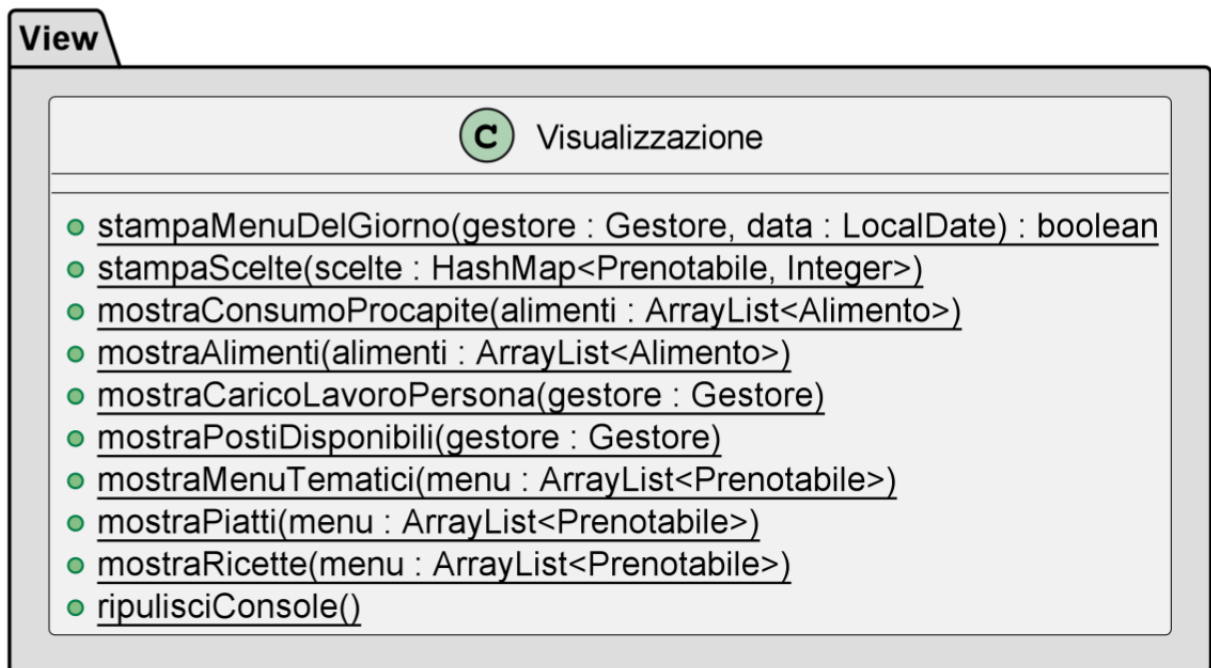 View
C Visualizzazione
stampaMenuDelGiorno(gestore : Gestore, data : LocalDate) : boolean
stampaScelte(scelte : HashMap<Prenotabile, Integer>)
mostraConsumoProcapite(alimenti : ArrayList<Alimento>)
mostraAlimenti(alimenti : ArrayList<Alimento>)
mostraCaricoLavoroPersona(gestore : Gestore)
mostraPostiDisponibili(gestore : Gestore)
mostraMenuTematici(menu : ArrayList<Prenotabile>)
mostraPiatti(menu : ArrayList<Prenotabile>)
mostraRicette(menu : ArrayList<Prenotabile>)
ripulisciConsole()